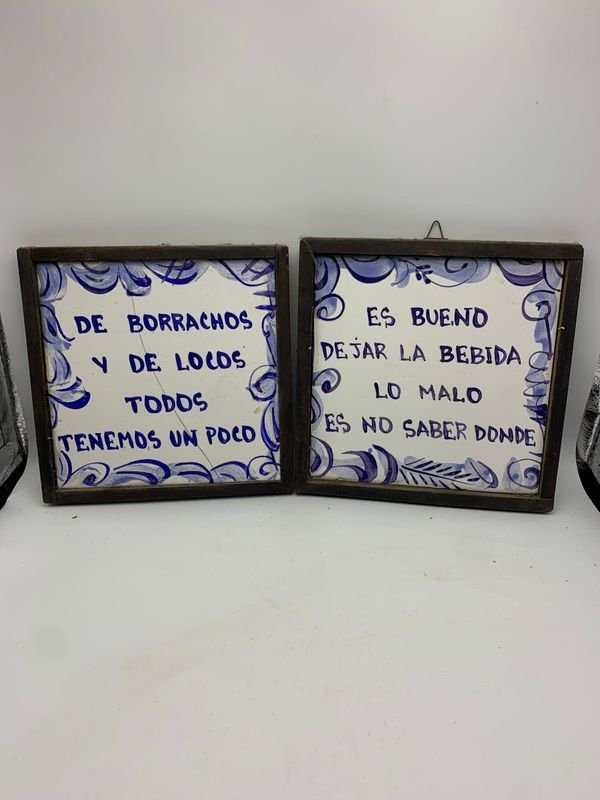 DE BORRACHOS
Y DE LOCOS
TODOS
TENEMOS UN POCO
ES BUENO
DEJAR LA BEBIDA
LO MALO
ES NO SABER DONDE